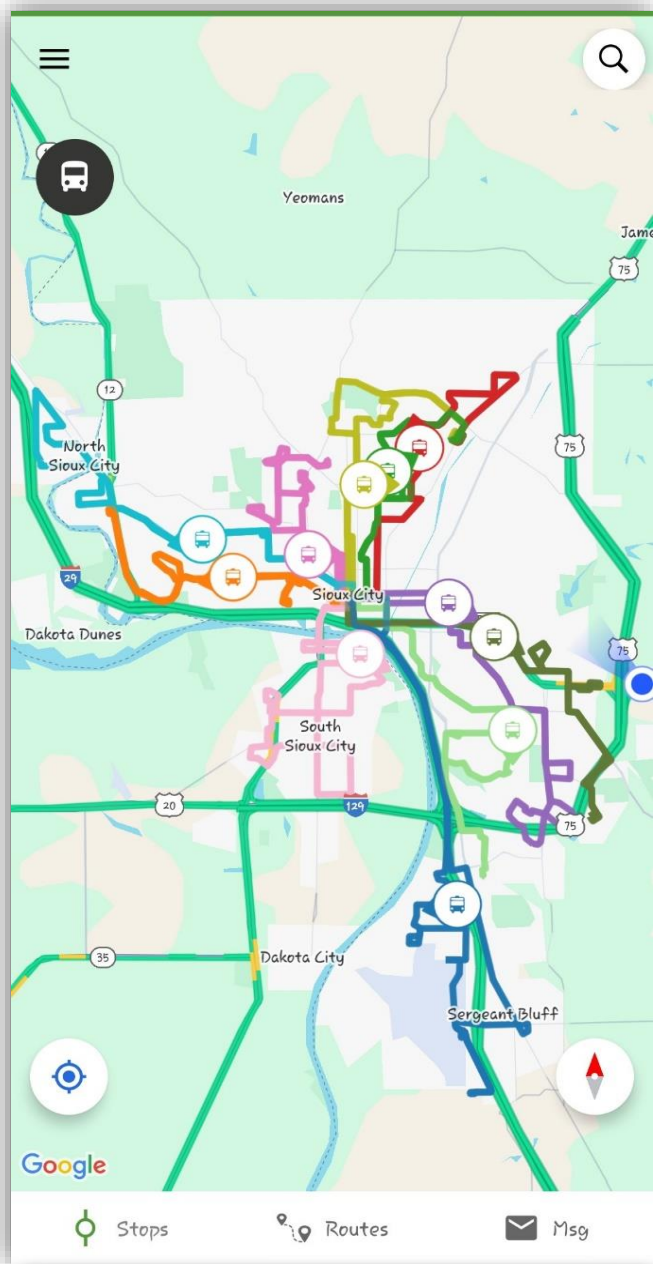 Yeomans
Jame
75
12
75
North
Sioux City
29
Sioux City
Dakota Dunes
75
South
Sioux City
20
129
75
35
Dakota City
Sergeant Bluff
Google
Stops
Routes
Msg